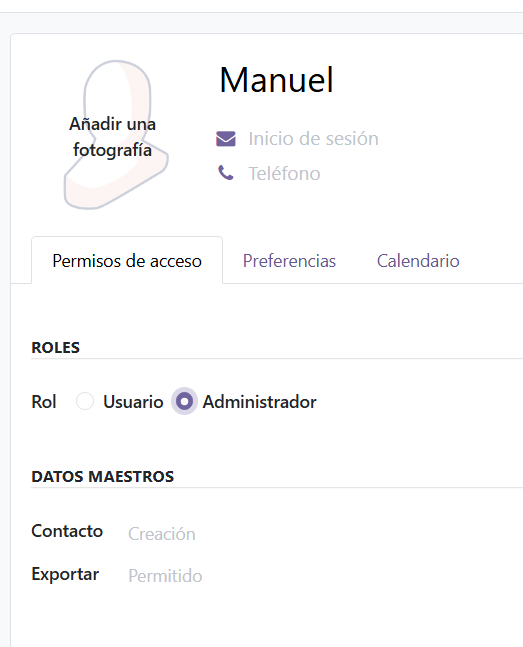 Manuel
Añadir una
fotografía
Inicio de sesión
Teléfono
Permisos de acceso Preferencias Calendario
ROLES
Rol Usuario Administrador
DATOS MAESTROS
Contacto Creación
Exportar Permitido